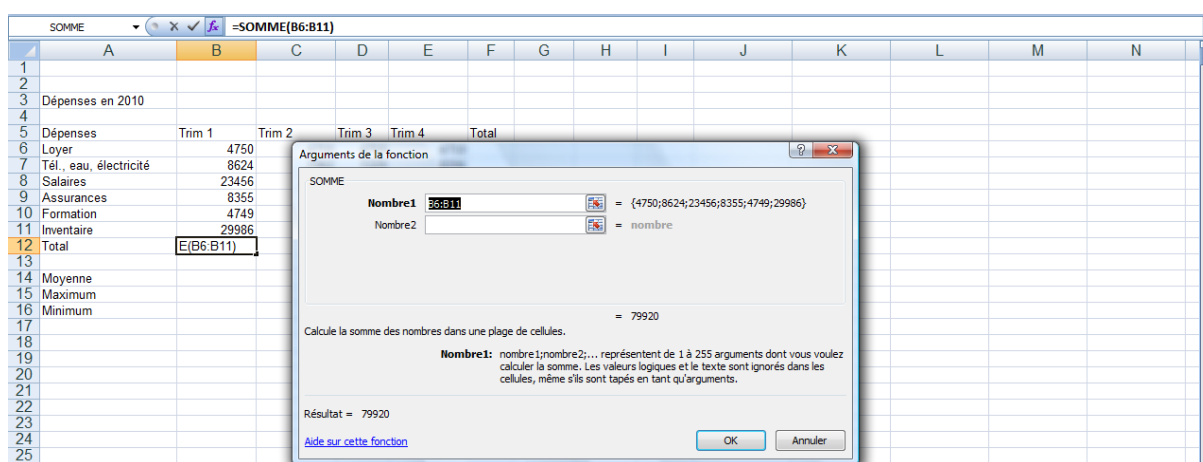 SOMME =SOMME(B6:B11)
A B C D E F G H I J K L M N
1
2
3 Dépenses en 2010
4
5 Dépenses Trim 1 Trim 2 Trim 3 Trim 4 Total
6 Loyer 4750
7 Tél., eau, électricité 8624
8 Salaires 23456
9 Assurances 8355
10 Formation 4749
11 Inventaire 29986
12 Total E(B6:B11)
13
14 Moyenne
15 Maximum
16 Minimum
17
18
19
20
21
22
23
24
25
Arguments de la fonction
SOMME
Nombre1 B6:B11 = {4750;8624;23456;8355;4749;29986}
Nombre2 = nombre
= 79920
Calcule la somme des nombres dans une plage de cellules.
Nombre1: nombre1;nombre2;... représentent de 1 à 255 arguments dont vous voulez
calculer la somme. Les valeurs logiques et le texte sont ignorés dans les
cellules, même s'ils sont tapés en tant qu'arguments.
Résultat = 79920
Aide sur cette fonction OK Annuler